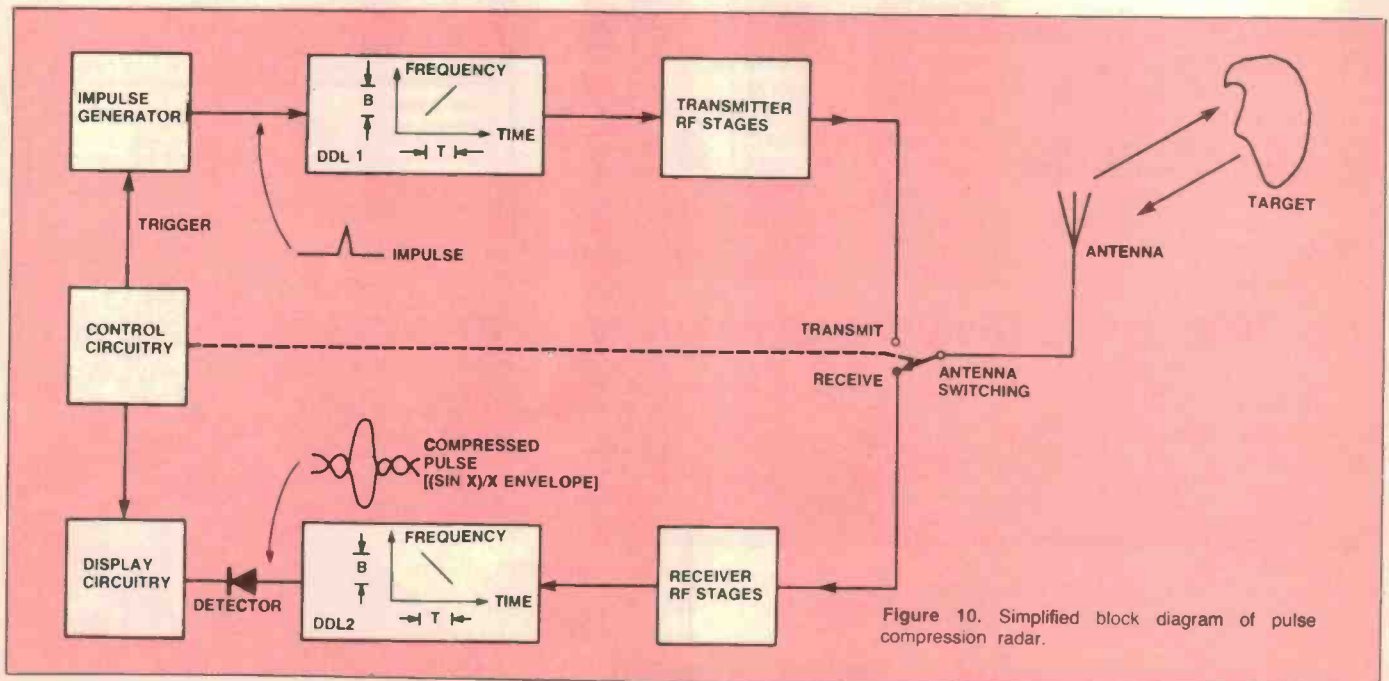 IMPULSE
GENERATOR
FREQUENCY
B
TIME
T
DDL 1
TRANSMITTER
RF STAGES
TARGET
ANTENNA
TRIGGER
IMPULSE
CONTROL
CIRCUITRY
TRANSMIT
RECEIVE
ANTENNA
SWITCHING
COMPRESSED
PULSE
[(SIN X)/X ENVELOPE]
DISPLAY
CIRCUITRY
DETECTOR
FREQUENCY
B
TIME
T
DDL2
RECEIVER
RF STAGES
Figure 10. Simplified block diagram of pulse
compression radar.